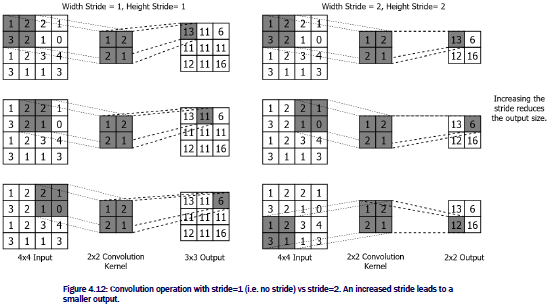 Width Stride = 1, Height Stride= 1
Width Stride = 2, Height Stride= 2
1 2 2 1
3 2 1 0
1 2 3 4
3 1 1 3
1 2
2 1
13 11 6
11 11 11
12 11 16
1 2 2 1
3 2 1 0
1 2 3 4
3 1 1 3
1 2
2 1
13 6
12 16
Increasing the
stride reduces
the output size.
1 2 2 1
3 2 1 0
1 2 3 4
3 1 1 3
1 2
2 1
13 11 6
11 11 11
12 11 16
1 2 2 1
3 2 1 0
1 2 3 4
3 1 1 3
1 2
2 1
13 6
12 16
1 2 2 1
3 2 1 0
1 2 3 4
3 1 1 3
1 2
2 1
13 11 6
11 11 11
12 11 16
1 2 2 1
3 2 1 0
1 2 3 4
3 1 1 3
1 2
2 1
13 6
12 16
4x4 Input
2x2 Convolution
Kernel
3x3 Output
4x4 Input
2x2 Convolution
Kernel
2x2 Output
Figure 4.12: Convolution operation with stride=1 (i.e. no stride) vs stride=2. An increased stride leads to a
smaller output.